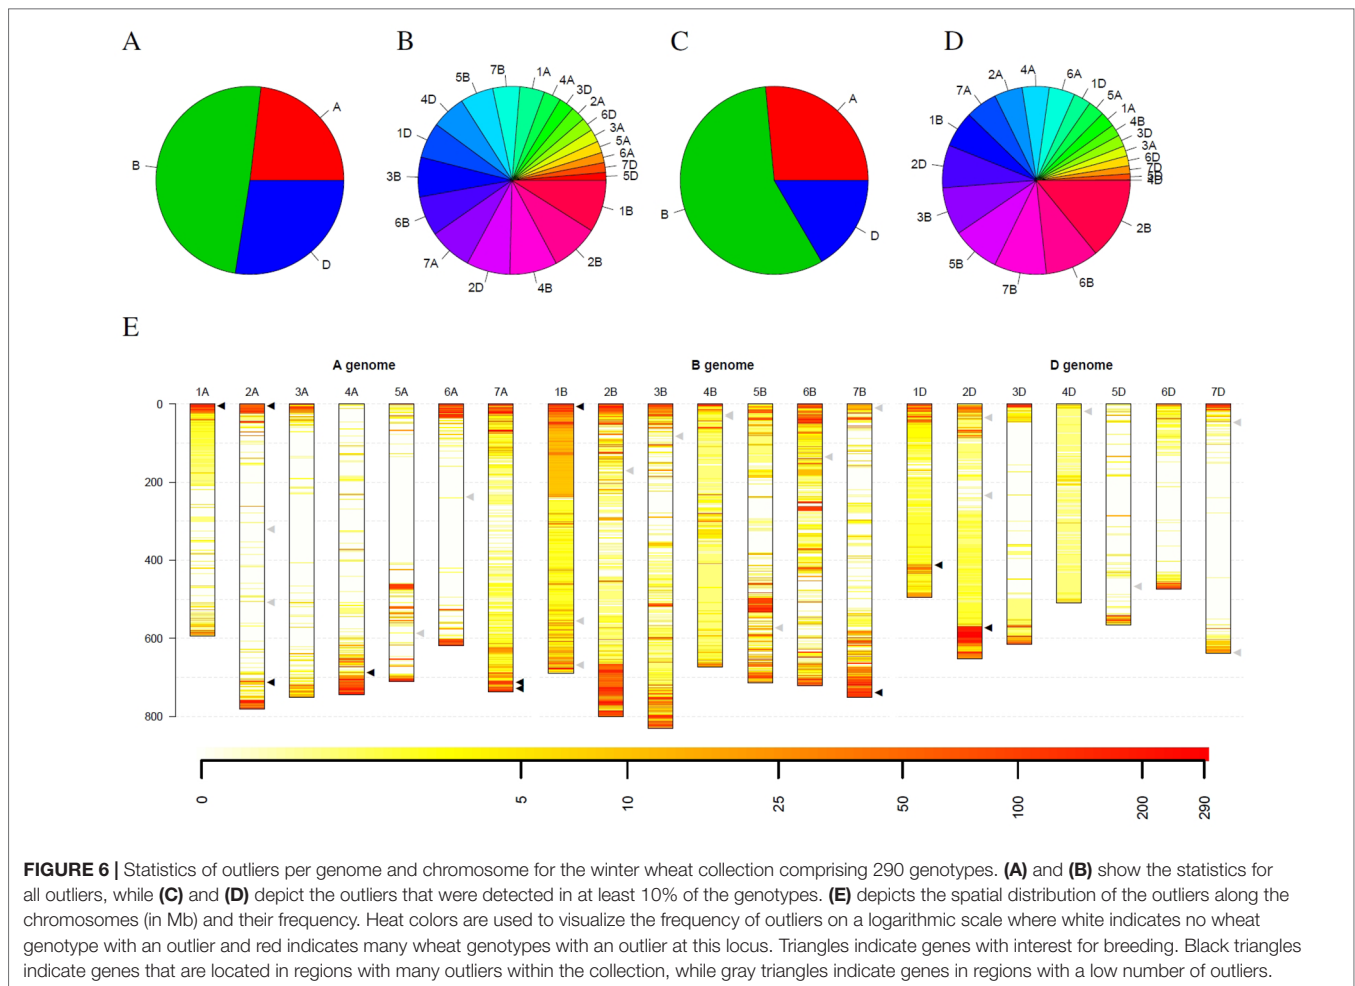 A
B
C
D
A
B
D
7B
1A
5B
4A
3D
4D
2A
6D
1D
3A
5A
6A
7D
3B
5D
6B
1B
7A
2B
2D
4B
A
B
D
4A
2A
6A
7A
1D
5A
1B
1A
4B
3D
3A
2D
6D
7D
4D
3B
2B
5B
6B
7B
E
A genome
B genome
D genome
1A 2A 3A 4A 5A 6A 7A 1B 2B 3B 4B 5B 6B 7B 1D 2D 3D 4D 5D 6D 7D
0
200
400
600
800
0 5 10 25 50 100 200 290
FIGURE 6 | Statistics of outliers per genome and chromosome for the winter wheat collection comprising 290 genotypes. (A) and (B) show the statistics for
all outliers, while (C) and (D) depict the outliers that were detected in at least 10% of the genotypes. (E) depicts the spatial distribution of the outliers along the
chromosomes (in Mb) and their frequency. Heat colors are used to visualize the frequency of outliers on a logarithmic scale where white indicates no wheat
genotype with an outlier and red indicates many wheat genotypes with an outlier at this locus. Triangles indicate genes with interest for breeding. Black triangles
indicate genes that are located in regions with many outliers within the collection, while gray triangles indicate genes in regions with a low number of outliers.